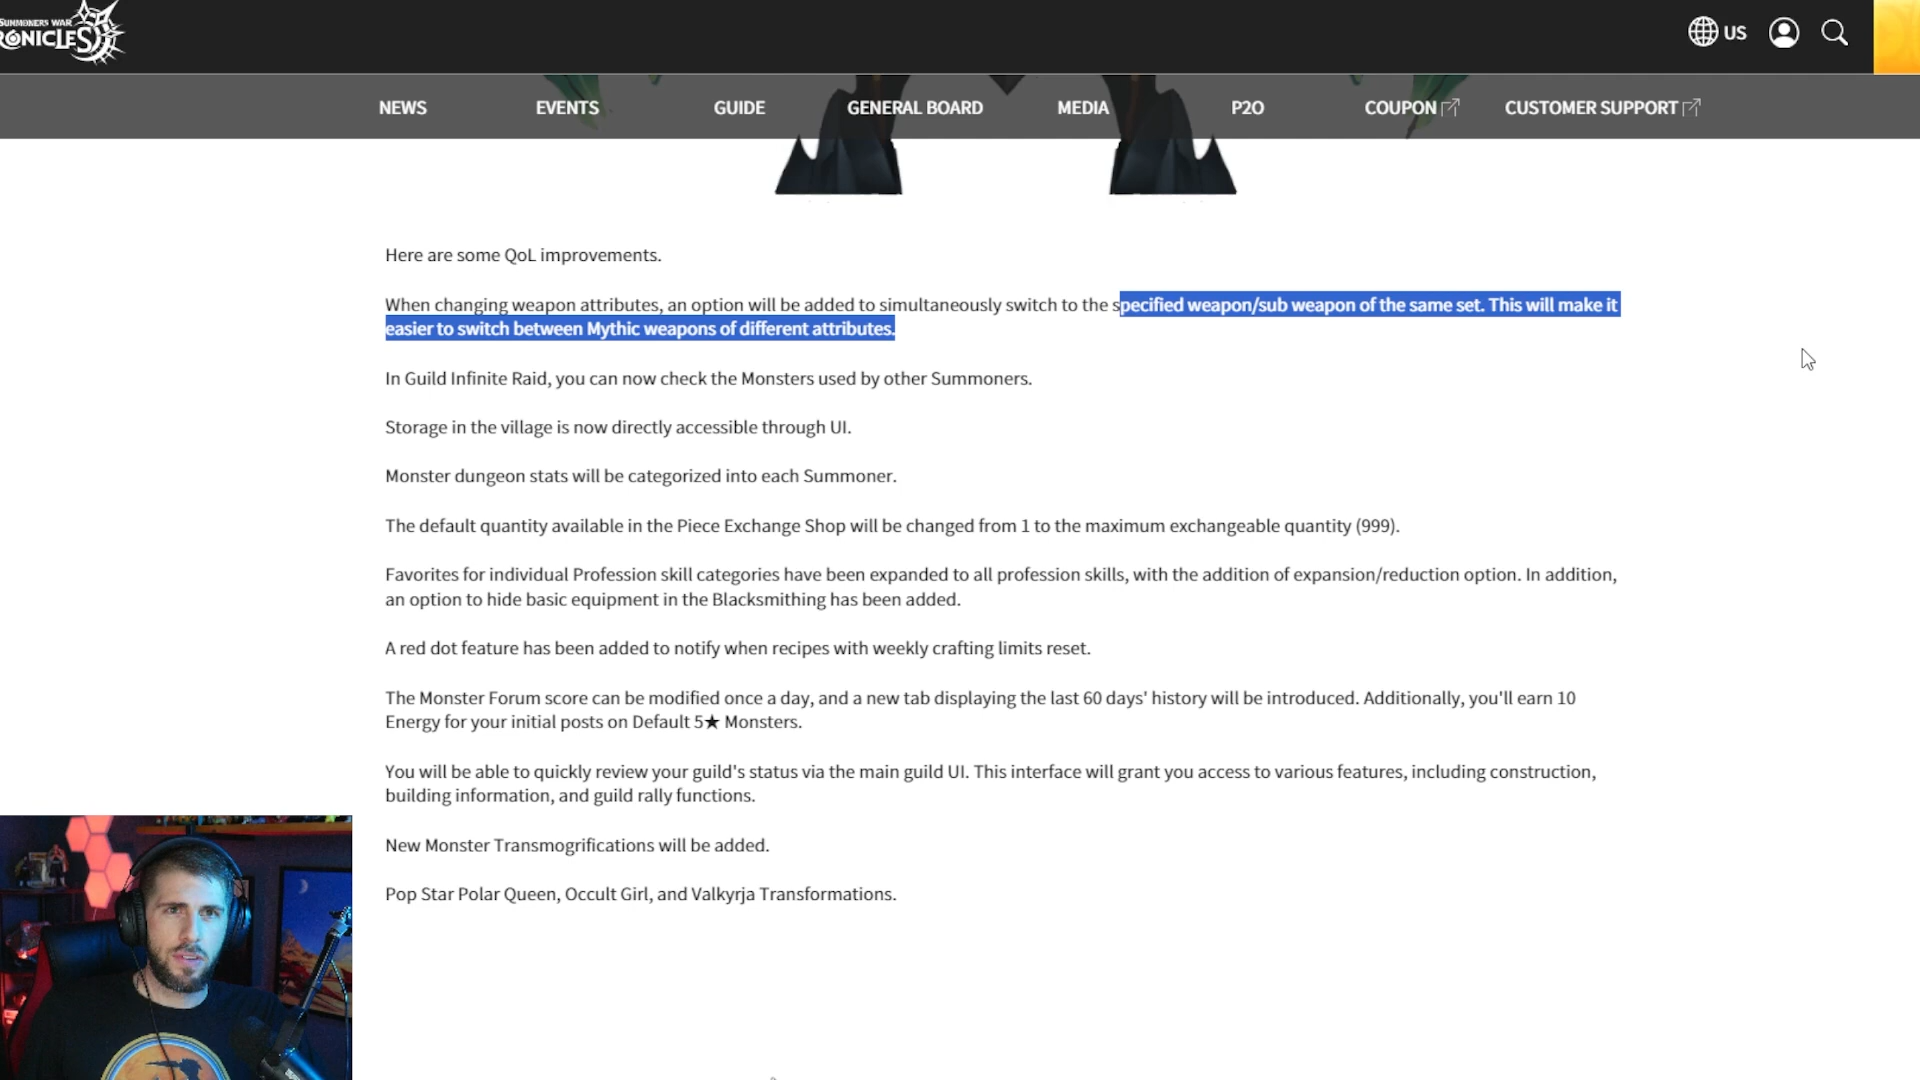 SUMMONERS WAR
RONICLES
US
NEWS EVENTS GUIDE GENERAL BOARD MEDIA P2O COUPON CUSTOMER SUPPORT
Here are some QoL improvements.
When changing weapon attributes, an option will be added to simultaneously switch to the specified weapon/sub weapon of the same set. This will make it
easier to switch between Mythic weapons of different attributes.
In Guild Infinite Raid, you can now check the Monsters used by other Summoners.
Storage in the village is now directly accessible through UI.
Monster dungeon stats will be categorized into each Summoner.
The default quantity available in the Piece Exchange Shop will be changed from 1 to the maximum exchangeable quantity (999).
Favorites for individual Profession skill categories have been expanded to all profession skills, with the addition of expansion/reduction option. In addition,
an option to hide basic equipment in the Blacksmithing has been added.
A red dot feature has been added to notify when recipes with weekly crafting limits reset.
The Monster Forum score can be modified once a day, and a new tab displaying the last 60 days' history will be introduced. Additionally, you'll earn 10
Energy for your initial posts on Default 5★ Monsters.
You will be able to quickly review your guild's status via the main guild UI. This interface will grant you access to various features, including construction,
building information, and guild rally functions.
New Monster Transmogrifications will be added.
Pop Star Polar Queen, Occult Girl, and Valkyrja Transformations.